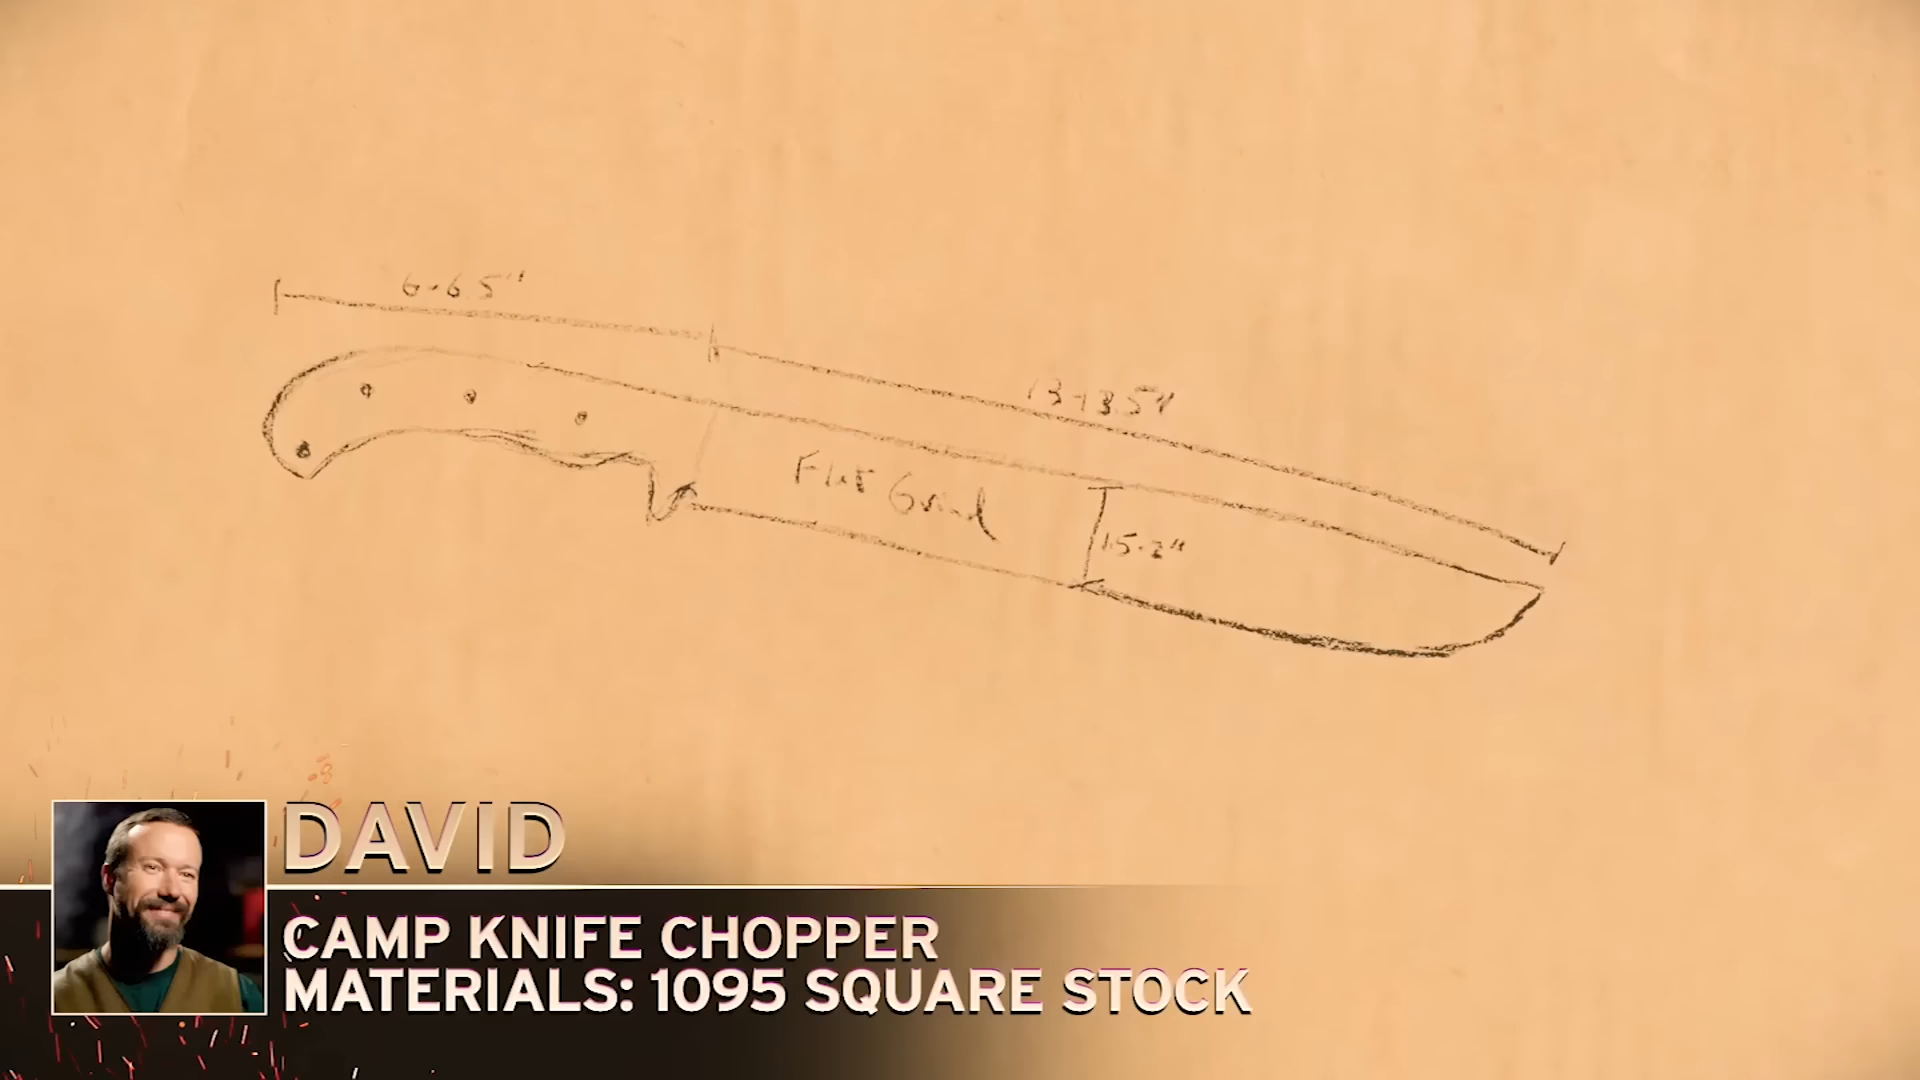 6-6.5"
13-13.5"
Flat Grind
1.5-2"
DAVID
CAMP KNIFE CHOPPER
MATERIALS: 1095 SQUARE STOCK